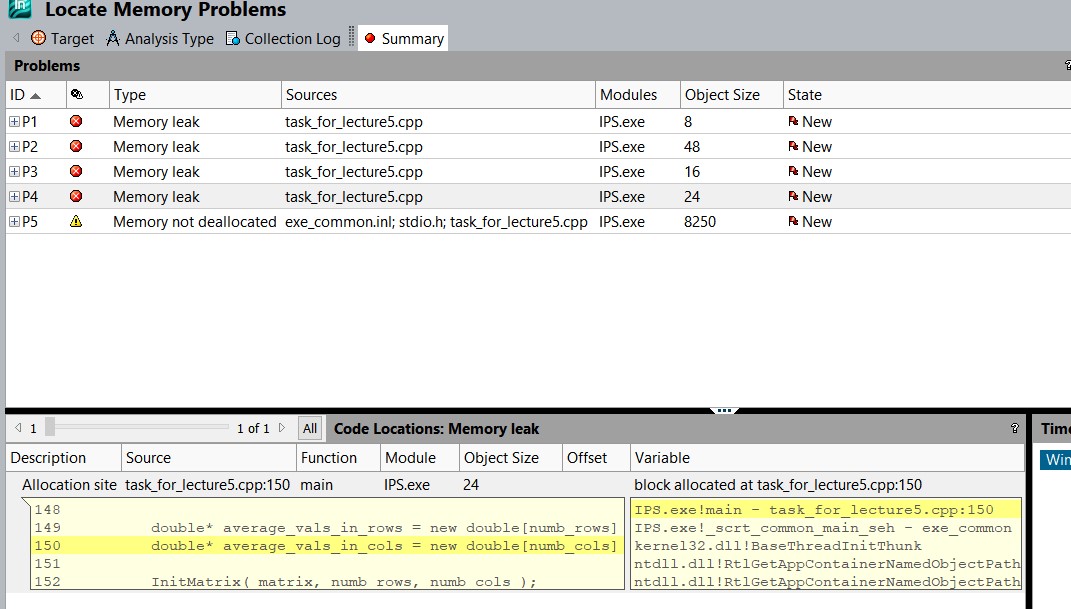 In
Locate Memory Problems
Target Analysis Type Collection Log Summary
Problems ?
ID Type Sources Modules Object Size State
P1 Memory leak task_for_lecture5.cpp IPS.exe 8 New
P2 Memory leak task_for_lecture5.cpp IPS.exe 48 New
P3 Memory leak task_for_lecture5.cpp IPS.exe 16 New
P4 Memory leak task_for_lecture5.cpp IPS.exe 24 New
P5 Memory not deallocated exe_common.inl; stdio.h; task_for_lecture5.cpp IPS.exe 8250 New
1 1 of 1 All Code Locations: Memory leak ? Time
Description Source Function Module Object Size Offset Variable Win
Allocation site task_for_lecture5.cpp:150 main IPS.exe 24 block allocated at task_for_lecture5.cpp:150
148 IPS.exe!main - task_for_lecture5.cpp:150
149 double* average_vals_in_rows = new double[numb_rows] IPS.exe!_scrt_common_main_seh - exe_common
150 double* average_vals_in_cols = new double[numb_cols] kernel32.dll!BaseThreadInitThunk
151 ntdll.dll!RtlGetAppContainerNamedObjectPath
152 InitMatrix( matrix, numb_rows, numb_cols ); ntdll.dll!RtlGetAppContainerNamedObjectPath